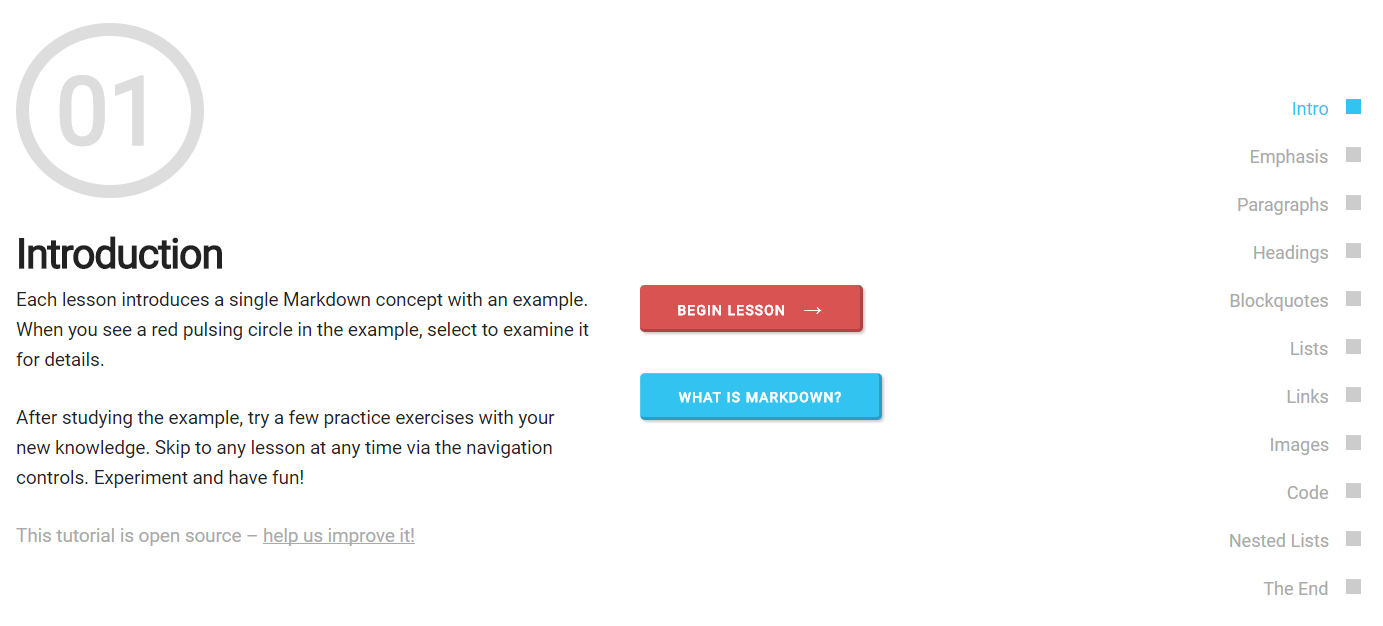 01
Introduction
Each lesson introduces a single Markdown concept with an example.
When you see a red pulsing circle in the example, select to examine it
for details.
After studying the example, try a few practice exercises with your
new knowledge. Skip to any lesson at any time via the navigation
controls. Experiment and have fun!
This tutorial is open source – help us improve it!
BEGIN LESSON →
WHAT IS MARKDOWN?
Intro
Emphasis
Paragraphs
Headings
Blockquotes
Lists
Links
Images
Code
Nested Lists
The End